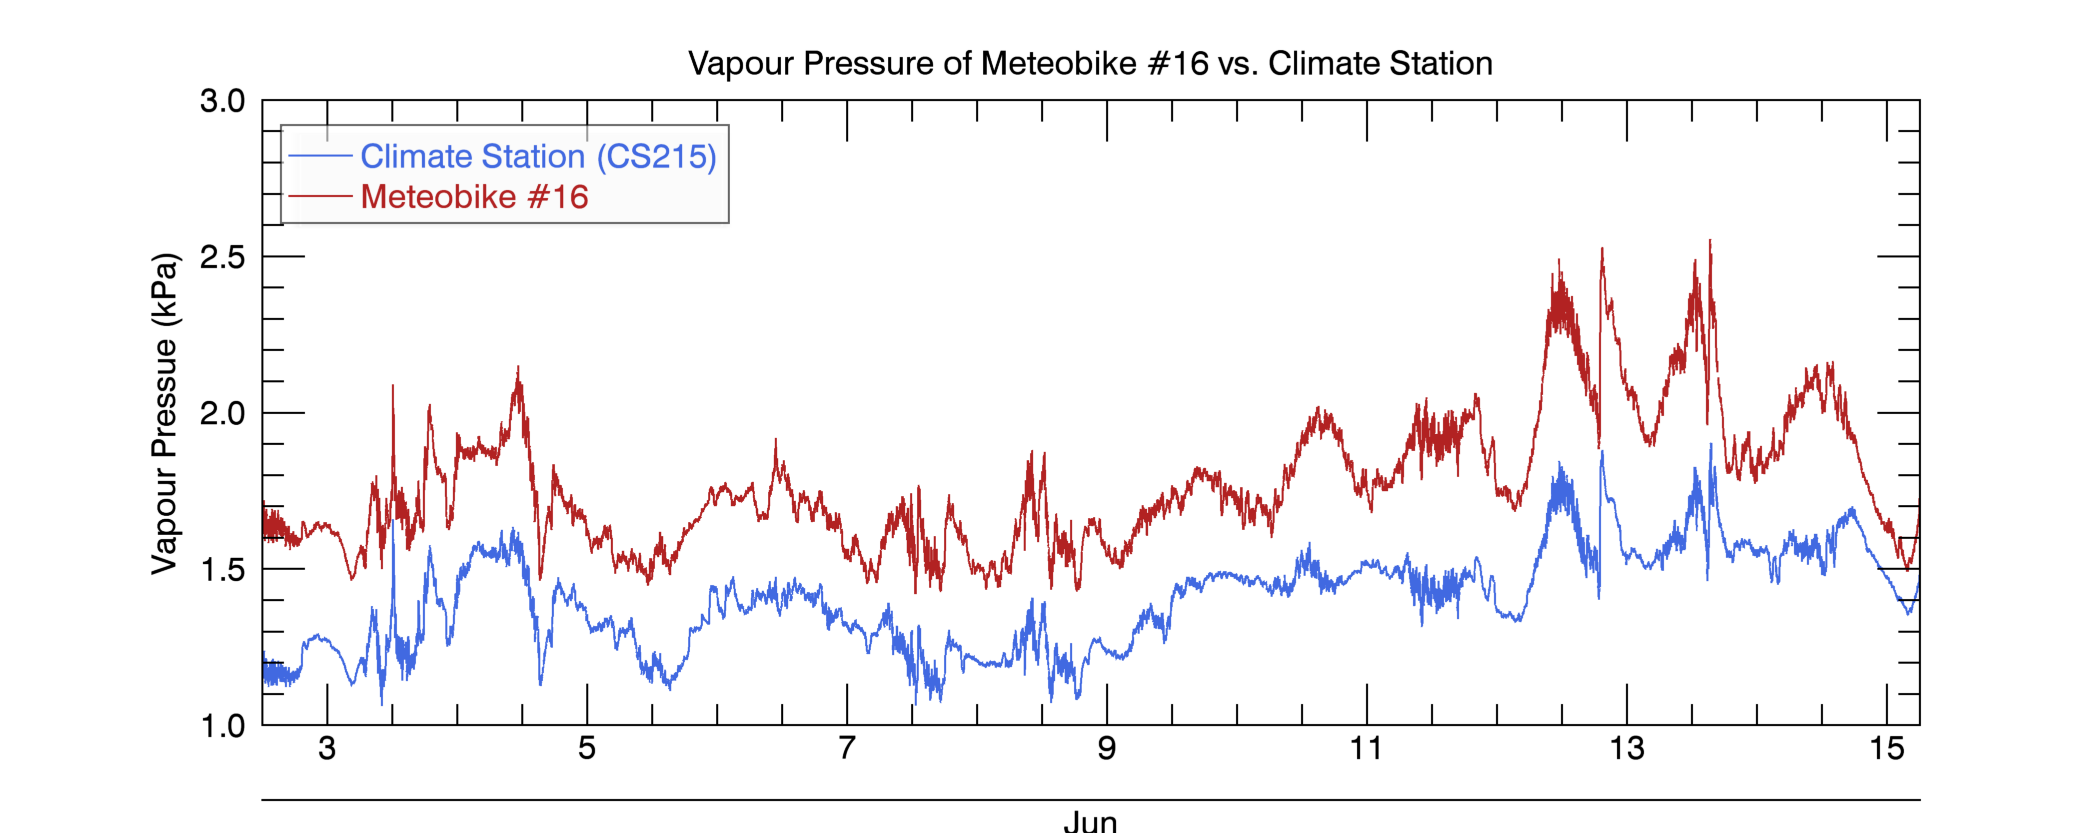 Vapour Pressure of Meteobike #16 vs. Climate Station
3.0
Climate Station (CS215)
Meteobike #16
2.5
2.0
1.5
1.0
Vapour Pressue (kPa)
3 5 7 9 11 13 15
Jun